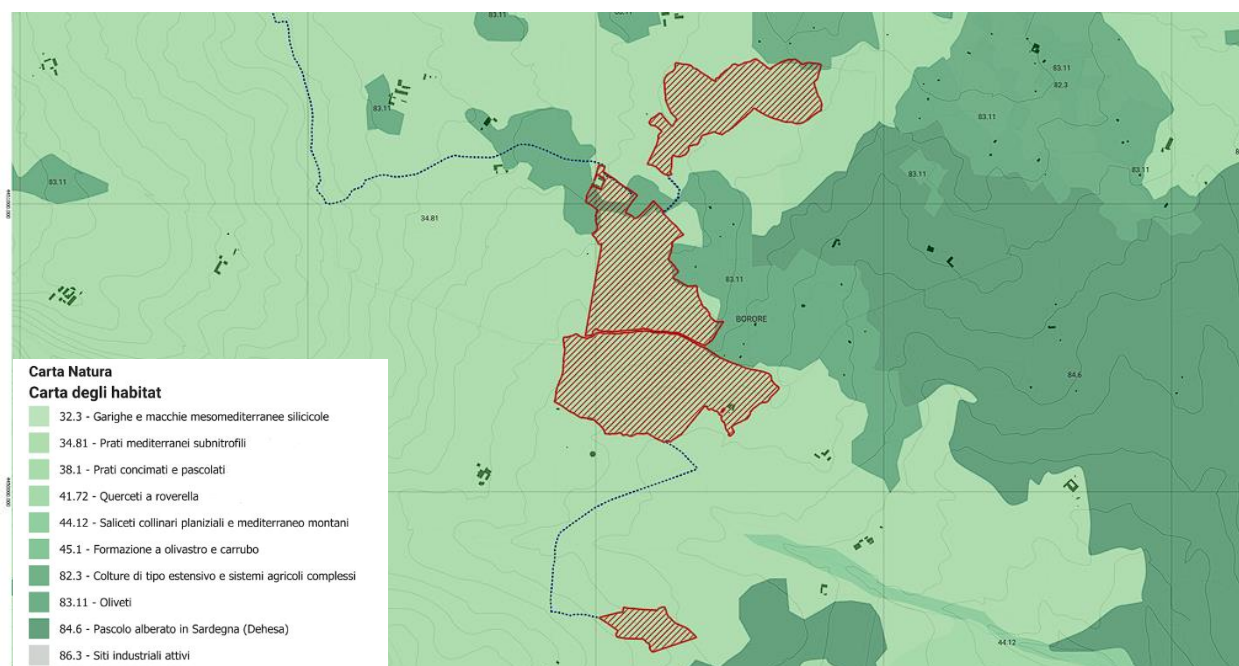 83.11
83.11
83.11
82.3
83.11
83.11
83.11
83.11
83.11
34.81
83.11
BORORE
84.6
44.12
Carta Natura
Carta degli habitat
32.3 - Garighe e macchie mesomediterranee silicicole
34.81 - Prati mediterranei subnitrofili
38.1 - Prati concimati e pascolati
41.72 - Querceti a roverella
44.12 - Saliceti collinari planiziali e mediterraneo montani
45.1 - Formazione a olivastro e carrubo
82.3 - Colture di tipo estensivo e sistemi agricoli complessi
83.11 - Oliveti
84.6 - Pascolo alberato in Sardegna (Dehesa)
86.3 - Siti industriali attivi